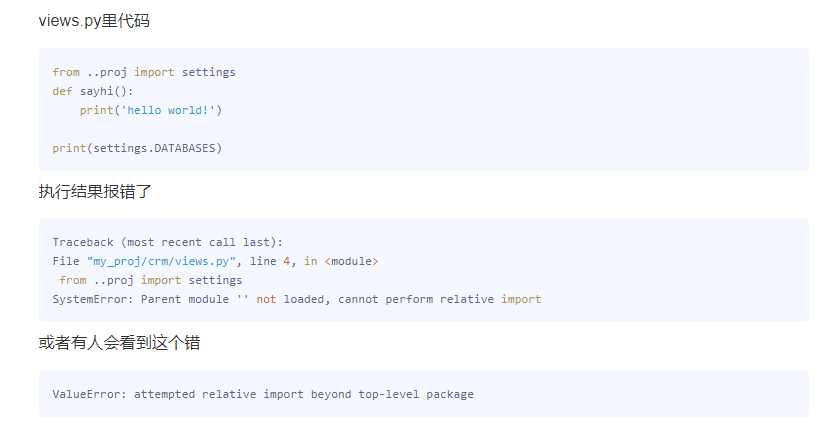 views.py里代码
from ..proj import settings
def sayhi():
    print('hello world!')
print(settings.DATABASES)
执行结果报错了
Traceback (most recent call last):
File "my_proj/crm/views.py", line 4, in <module>
 from ..proj import settings
SystemError: Parent module '' not loaded, cannot perform relative import
或者有人会看到这个错
ValueError: attempted relative import beyond top-level package